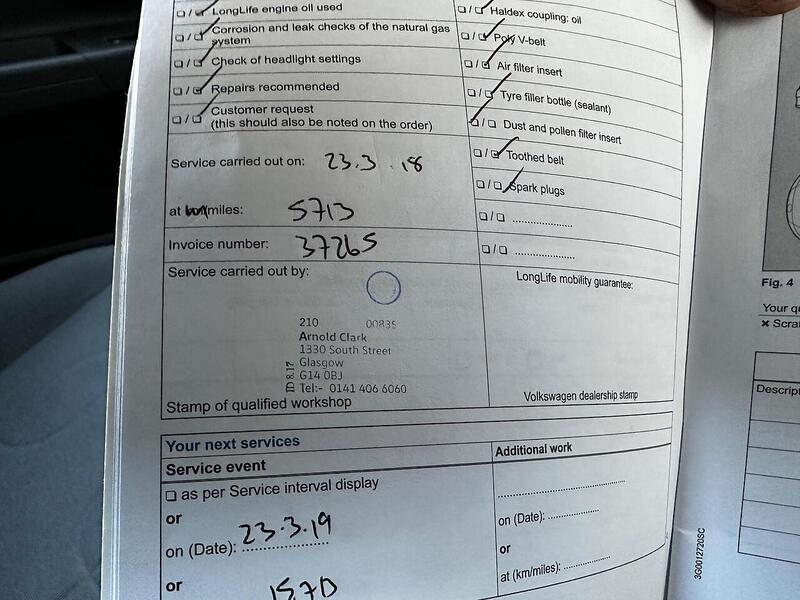 LongLife engine oil used
Corrosion and leak checks of the natural gas
system
Check of headlight settings
Repairs recommended
Customer request
(this should also be noted on the order)
Service carried out on: 23.3.18
at km/miles: 5713
Invoice number: 37265
Service carried out by:
210 00835
Arnold Clark
1330 South Street
Glasgow
G14 0BJ
Tel:- 0141 406 6060
Stamp of qualified workshop
Haldex coupling: oil
Poly V-belt
Air filter insert
Tyre filler bottle (sealant)
Dust and pollen filter insert
Toothed belt
Spark plugs
....................
....................
LongLife mobility guarantee:
Volkswagen dealership stamp
Your next services
Service event
as per Service interval display
or
on (Date): 23.3.19
or
Additional work
on (Date): ............
or
at (km/miles): ............
3G0012720SC
Fig. 4
Your
Descript